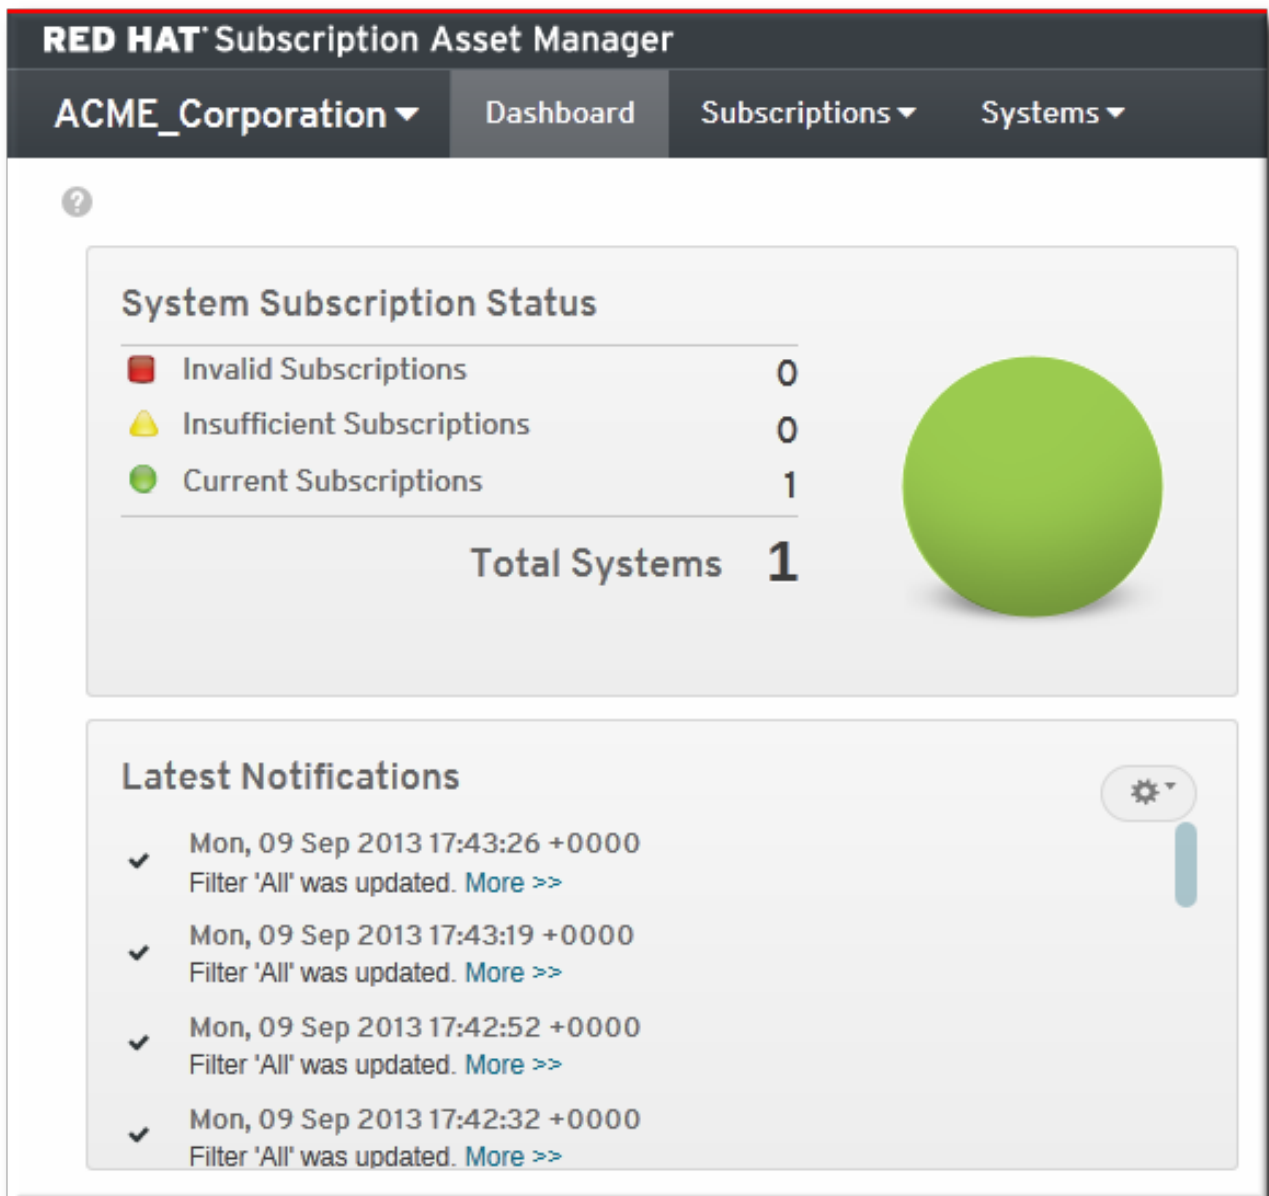 RED HAT Subscription Asset Manager
ACME_Corporation Dashboard Subscriptions Systems
?
System Subscription Status
Invalid Subscriptions 0
Insufficient Subscriptions 0
Current Subscriptions 1
Total Systems 1
Latest Notifications
Mon, 09 Sep 2013 17:43:26 +0000
Filter 'All' was updated. More >>
Mon, 09 Sep 2013 17:43:19 +0000
Filter 'All' was updated. More >>
Mon, 09 Sep 2013 17:42:52 +0000
Filter 'All' was updated. More >>
Mon, 09 Sep 2013 17:42:32 +0000
Filter 'All' was updated. More >>